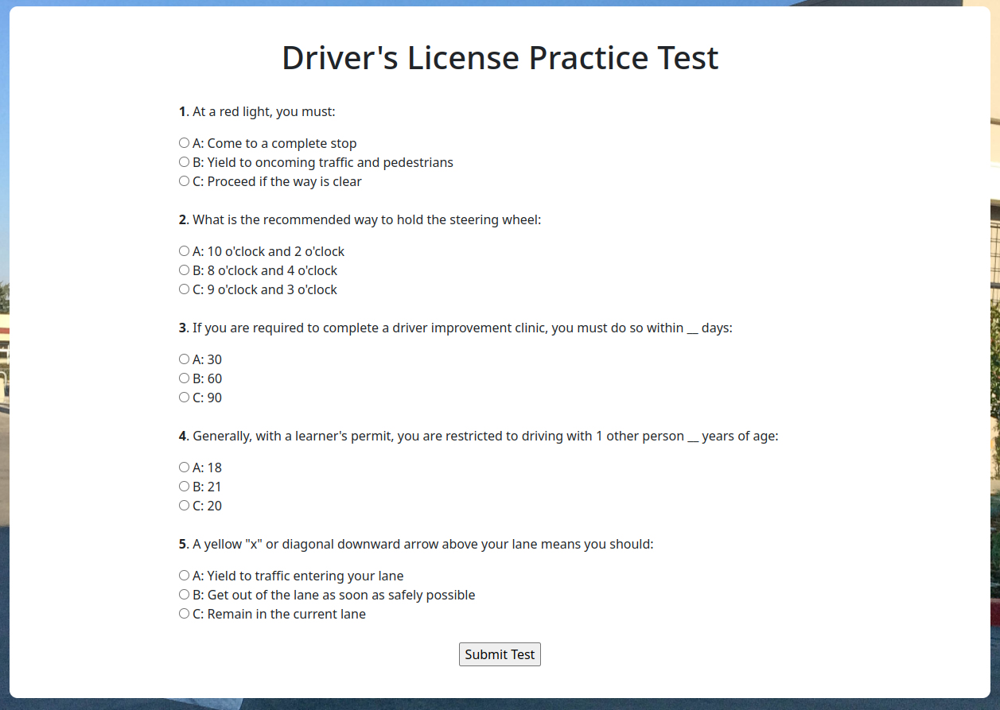 Driver's License Practice Test
1. At a red light, you must:
A: Come to a complete stop
B: Yield to oncoming traffic and pedestrians
C: Proceed if the way is clear
2. What is the recommended way to hold the steering wheel:
A: 10 o'clock and 2 o'clock
B: 8 o'clock and 4 o'clock
C: 9 o'clock and 3 o'clock
3. If you are required to complete a driver improvement clinic, you must do so within __ days:
A: 30
B: 60
C: 90
4. Generally, with a learner's permit, you are restricted to driving with 1 other person __ years of age:
A: 18
B: 21
C: 20
5. A yellow "x" or diagonal downward arrow above your lane means you should:
A: Yield to traffic entering your lane
B: Get out of the lane as soon as safely possible
C: Remain in the current lane
Submit Test